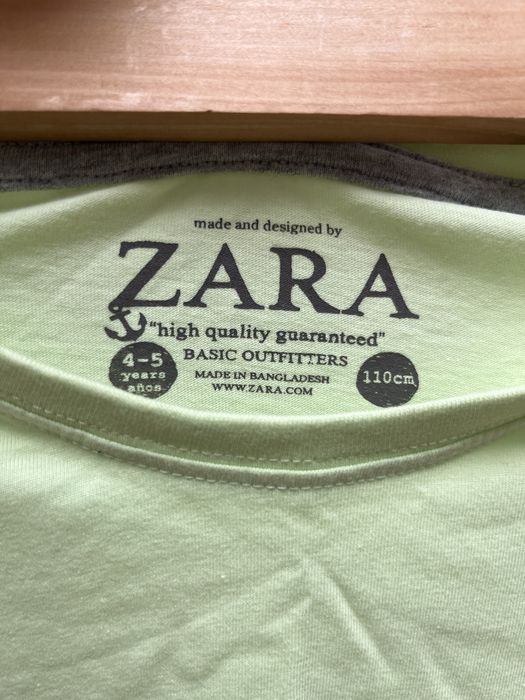 made and designed by
ZARA
"high quality guaranteed"
BASIC OUTFITTERS
4-5
years
años
MADE IN BANGLADESH
WWW.ZARA.COM
110cm